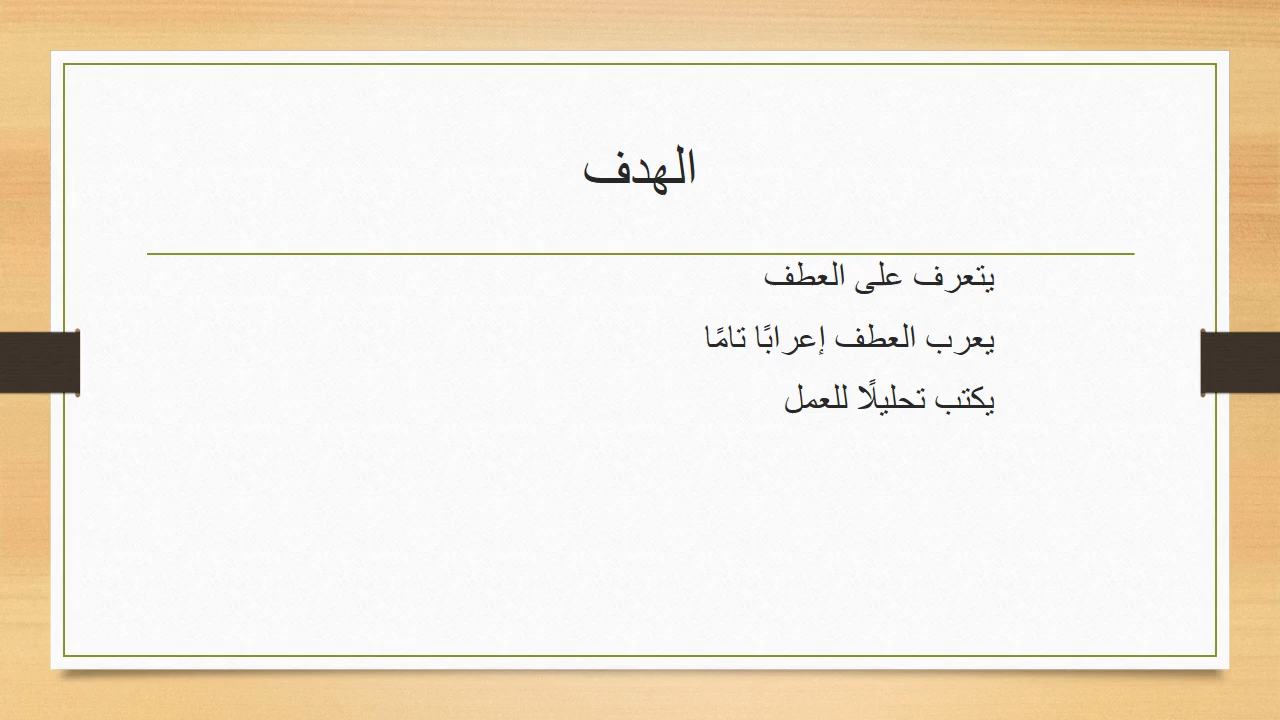 الهدف
يتعرف على العطف
يعرب العطف إعرابًا تامًا
يكتب تحليلًا للعمل